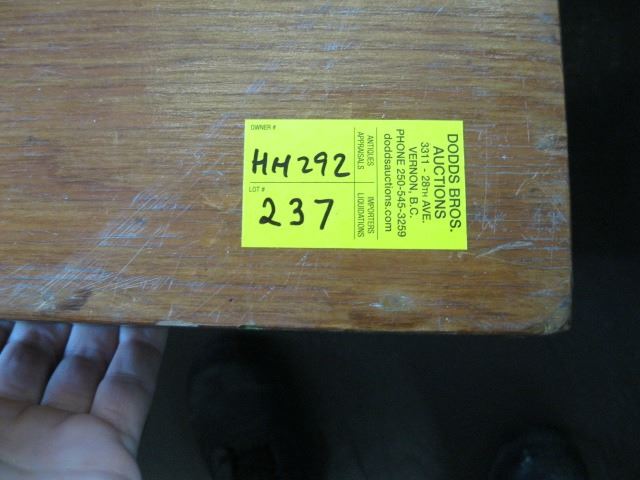 OWNER #
HH292
LOT #
237
ANTIQUES
APPRAISALS
IMPORTERS
LIQUIDATIONS
DODDS BROS.
AUCTIONS
3311 - 28TH AVE.
VERNON, B.C.
PHONE 250-545-3259
doddsauctions.com